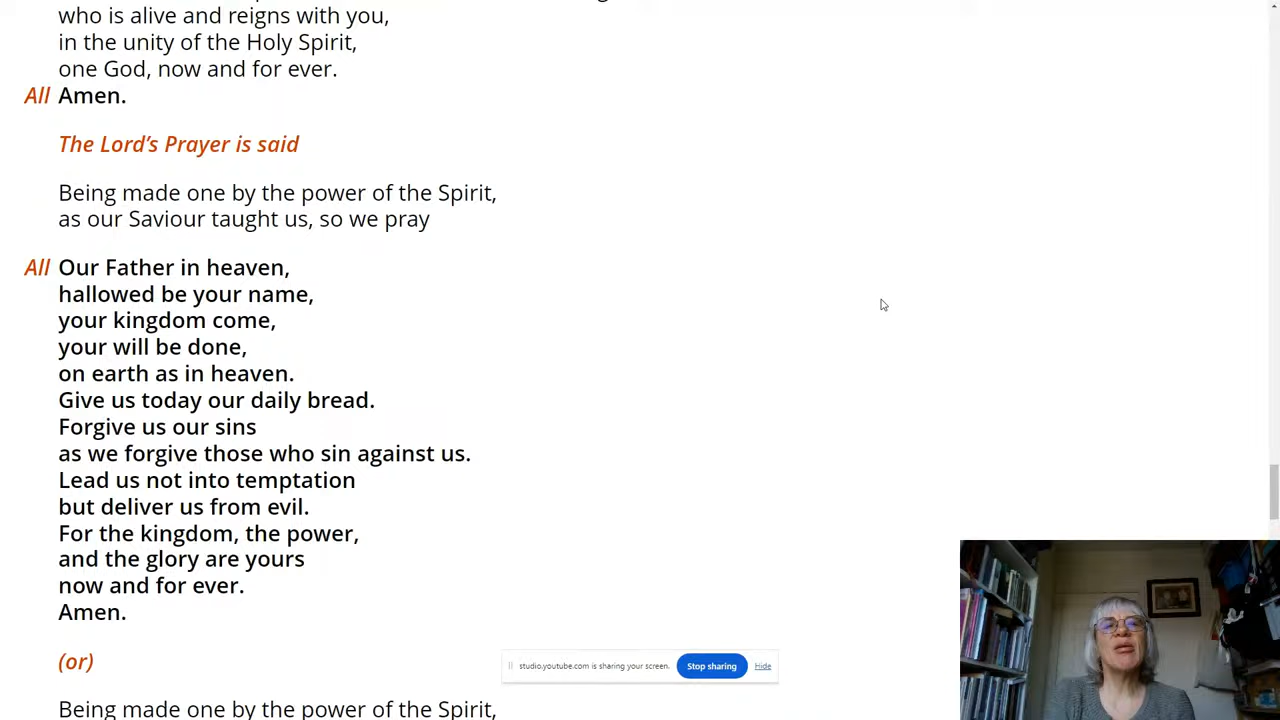 who is alive and reigns with you,
in the unity of the Holy Spirit,
one God, now and for ever.
All Amen.
The Lord’s Prayer is said
Being made one by the power of the Spirit,
as our Saviour taught us, so we pray
All Our Father in heaven,
hallowed be your name,
your kingdom come,
your will be done,
on earth as in heaven.
Give us today our daily bread.
Forgive us our sins
as we forgive those who sin against us.
Lead us not into temptation
but deliver us from evil.
For the kingdom, the power,
and the glory are yours
now and for ever.
Amen.
(or)
studio.youtube.com is sharing your screen. Stop sharing Hide
Being made one by the power of the Spirit,